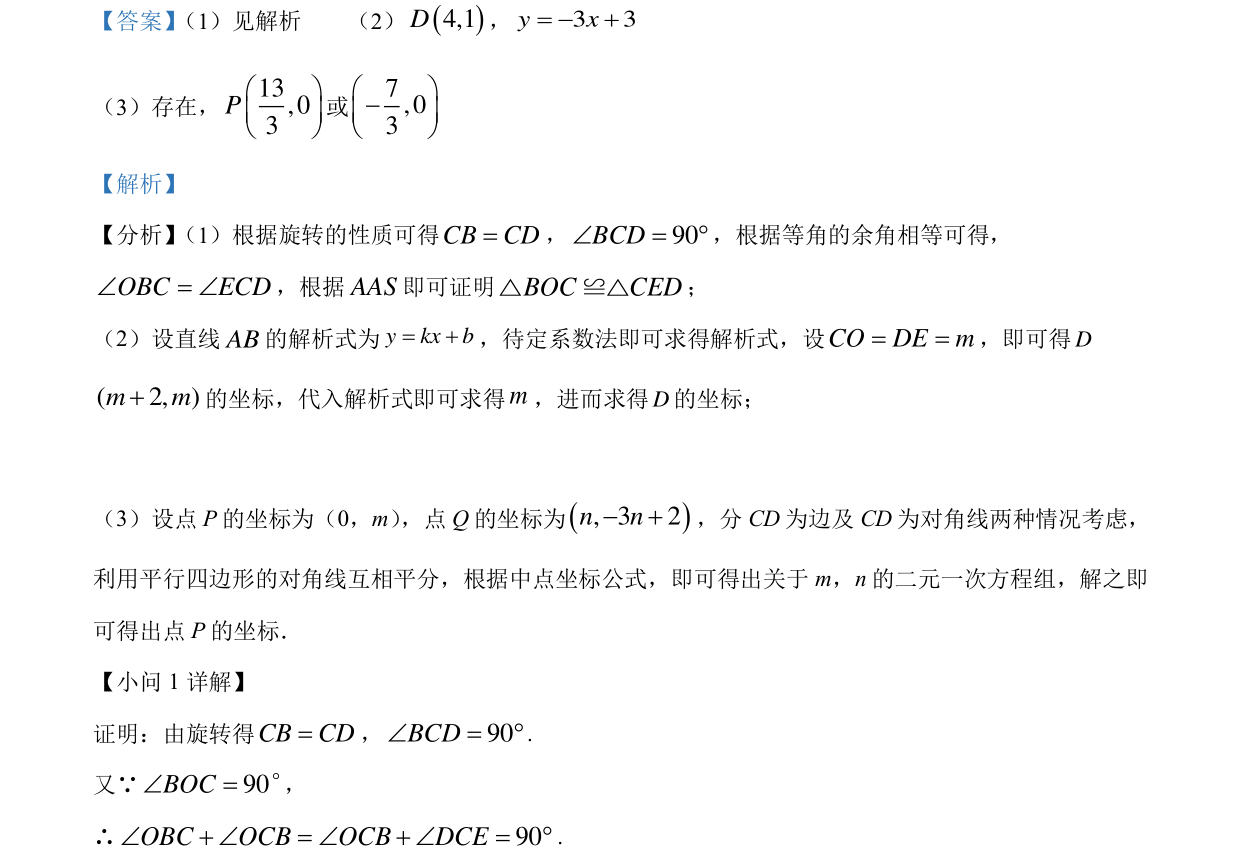 【答案】（1）见解析　　（2）D(4,1)，y=−3x+3
（3）存在，P(13/3,0)或(−7/3,0)
【解析】
【分析】（1）根据旋转的性质可得CB=CD，∠BCD=90°，根据等角的余角相等可得，
∠OBC=∠ECD，根据AAS即可证明△BOC≌△CED；
（2）设直线AB的解析式为y=kx+b，待定系数法即可求得解析式，设CO=DE=m，即可得D
(m+2,m)的坐标，代入解析式即可求得m，进而求得D的坐标；
（3）设点P的坐标为（0，m），点Q的坐标为(n,−3n+2)，分CD为边及CD为对角线两种情况考虑，
利用平行四边形的对角线互相平分，根据中点坐标公式，即可得出关于m，n的二元一次方程组，解之即
可得出点P的坐标．
【小问1详解】
证明：由旋转得CB=CD，∠BCD=90°.
又∵∠BOC=90°，
∴∠OBC+∠OCB=∠OCB+∠DCE=90°.